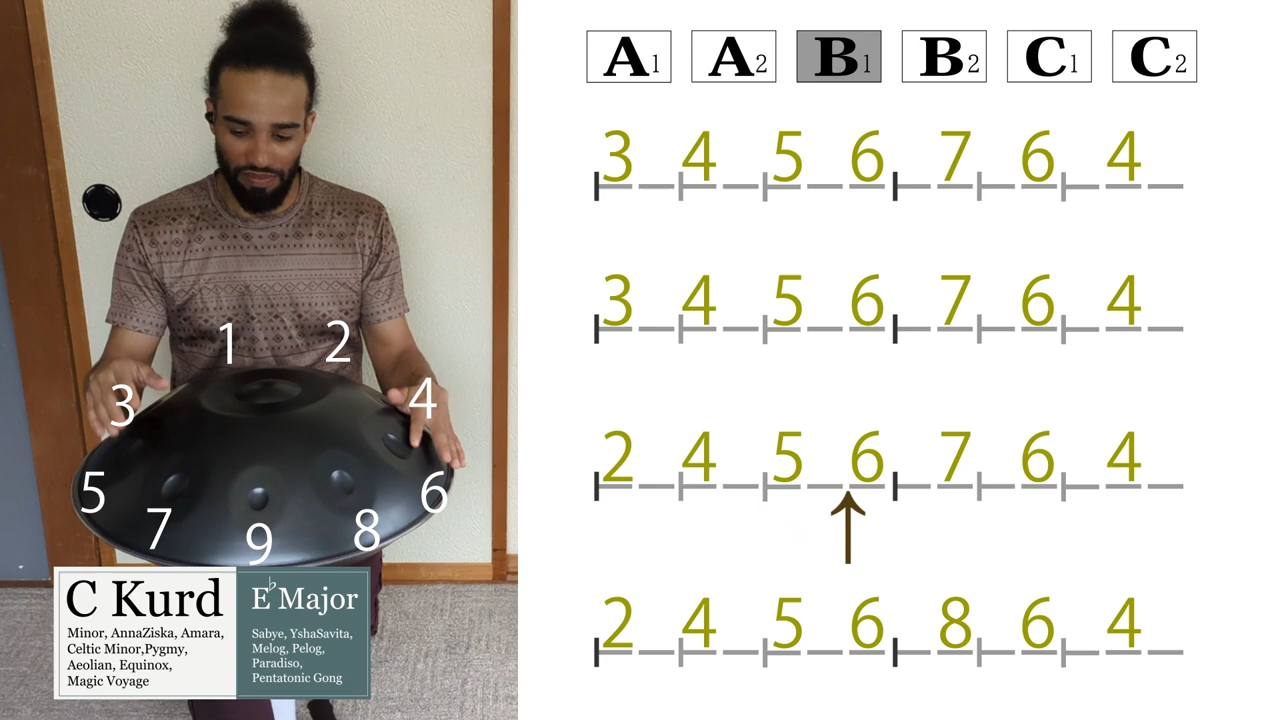 A1 A2 B1 B2 C1 C2
3 4 5 6 7 6 4
3 4 5 6 7 6 4
2 4 5 6 7 6 4
2 4 5 6 8 6 4
1 2
3 4
5 6
7 8
9
C Kurd
Minor, AnnaZiska, Amara,
Celtic Minor,Pygmy,
Aeolian, Equinox,
Magic Voyage
E♭Major
Sabye, YshaSavita,
Melog, Pelog,
Paradiso,
Pentatonic Gong